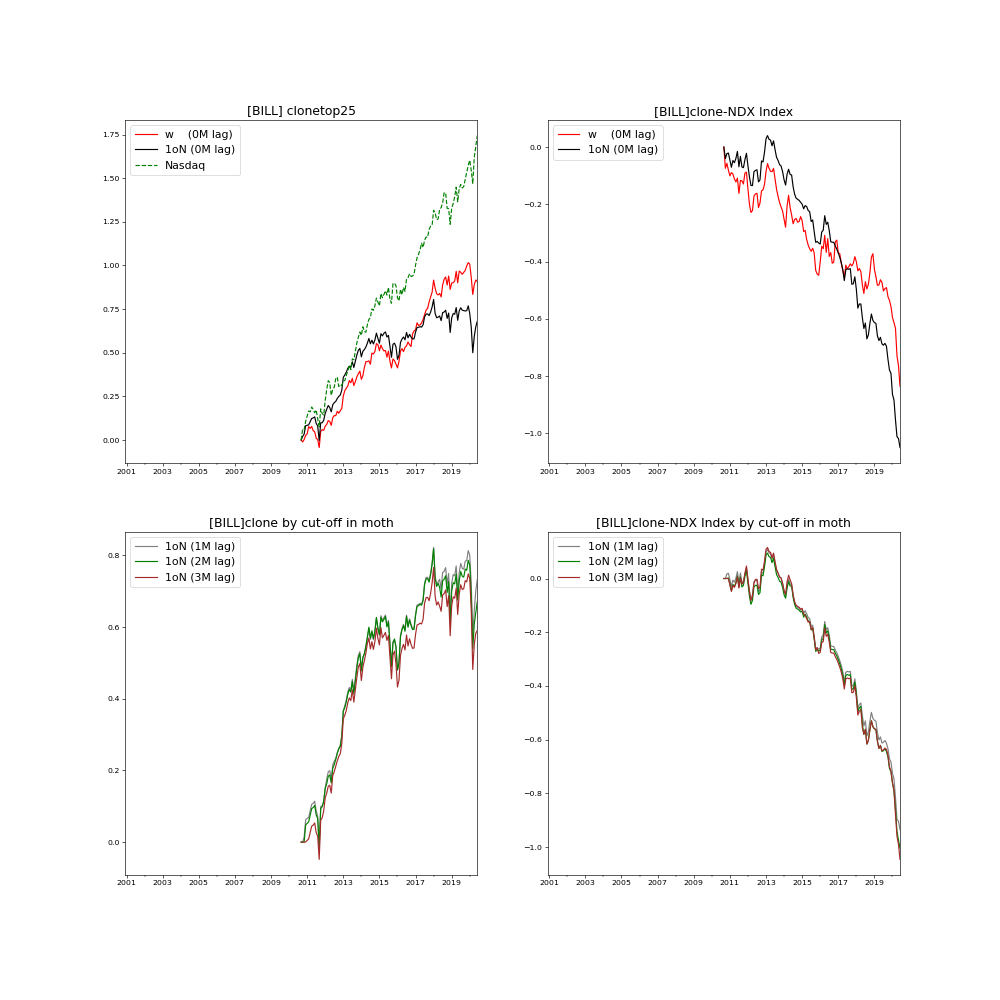 [BILL] clonetop25
w    (0M lag)
1oN (0M lag)
Nasdaq
1.75
1.50
1.25
1.00
0.75
0.50
0.25
0.00
2001 2003 2005 2007 2009 2011 2013 2015 2017 2019
[BILL]clone-NDX Index
w    (0M lag)
1oN (0M lag)
0.0
−0.2
−0.4
−0.6
−0.8
−1.0
2001 2003 2005 2007 2009 2011 2013 2015 2017 2019
[BILL]clone by cut-off in moth
1oN (1M lag)
1oN (2M lag)
1oN (3M lag)
0.8
0.6
0.4
0.2
0.0
2001 2003 2005 2007 2009 2011 2013 2015 2017 2019
[BILL]clone-NDX Index by cut-off in moth
1oN (1M lag)
1oN (2M lag)
1oN (3M lag)
0.0
−0.2
−0.4
−0.6
−0.8
−1.0
2001 2003 2005 2007 2009 2011 2013 2015 2017 2019